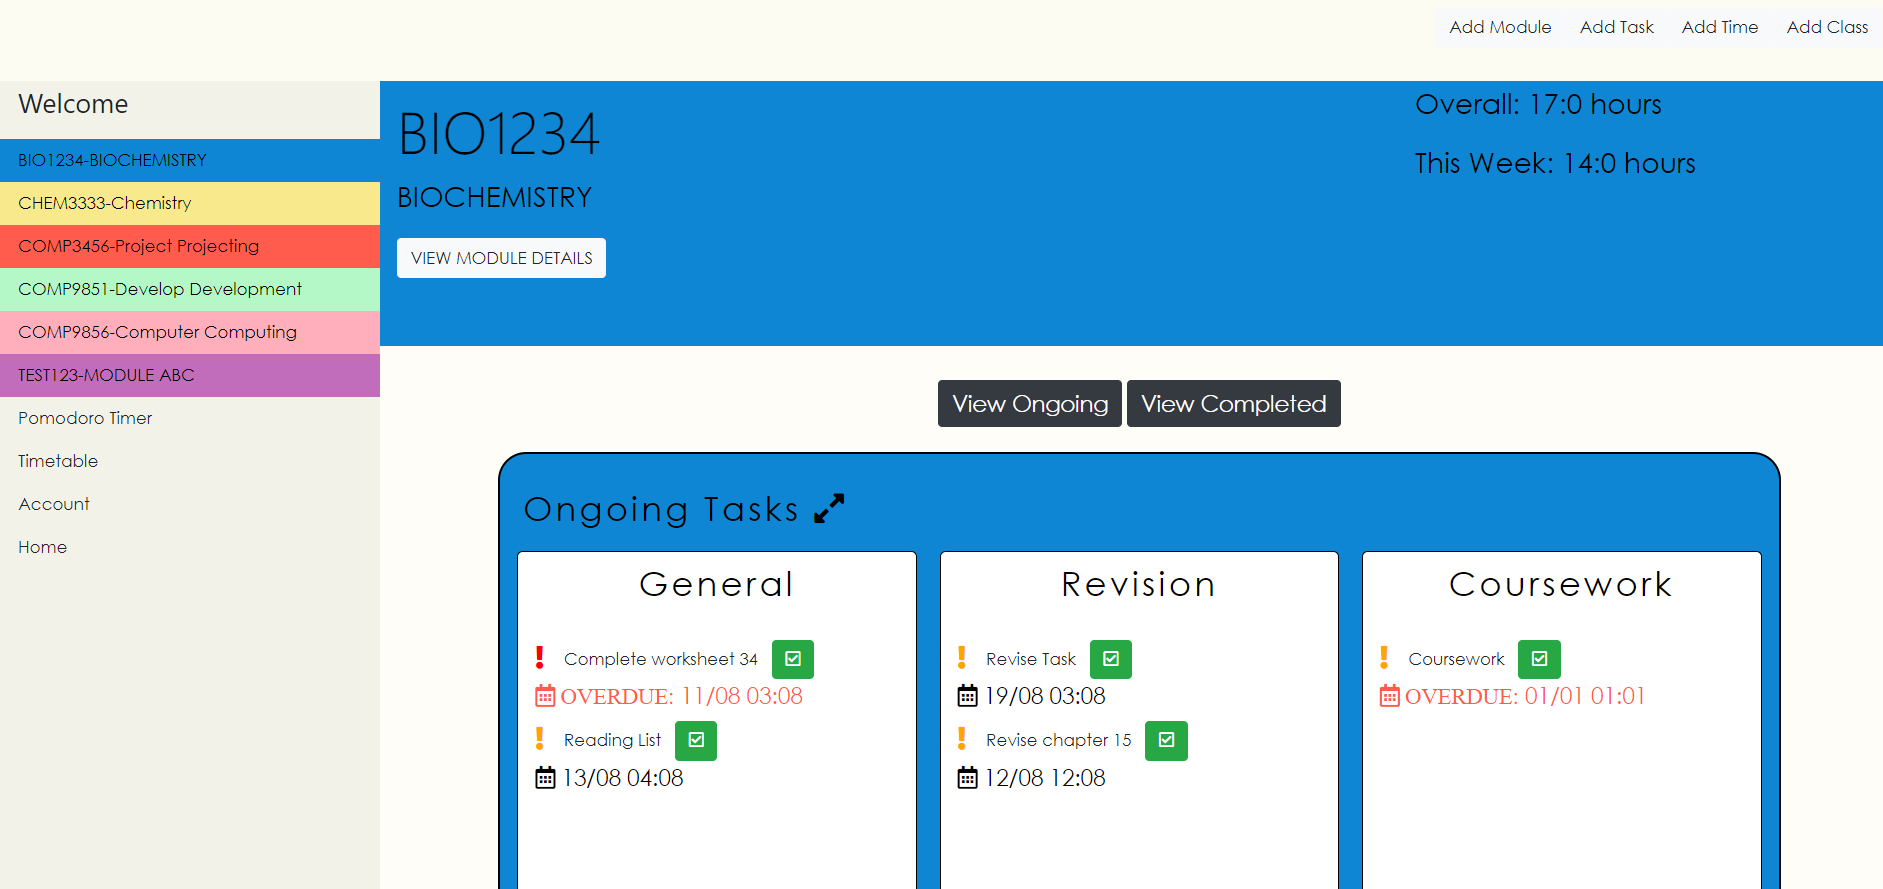 Add Module Add Task Add Time Add Class
Welcome
BIO1234-BIOCHEMISTRY
CHEM3333-Chemistry
COMP3456-Project Projecting
COMP9851-Develop Development
COMP9856-Computer Computing
TEST123-MODULE ABC
Pomodoro Timer
Timetable
Account
Home
BIO1234
BIOCHEMISTRY
VIEW MODULE DETAILS
Overall: 17:0 hours
This Week: 14:0 hours
View Ongoing View Completed
Ongoing Tasks
General
Complete worksheet 34
OVERDUE: 11/08 03:08
Reading List
13/08 04:08
Revision
Revise Task
19/08 03:08
Revise chapter 15
12/08 12:08
Coursework
Coursework
OVERDUE: 01/01 01:01